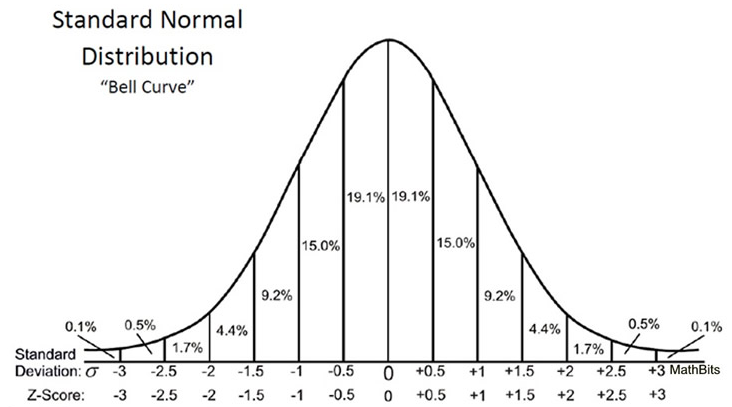 Standard Normal
Distribution
“Bell Curve”
19.1% 19.1%
15.0% 15.0%
9.2% 9.2%
0.1% 0.5% 4.4% 4.4% 0.5% 0.1%
1.7% 1.7%
Standard
Deviation: σ -3 -2.5 -2 -1.5 -1 -0.5 0 +0.5 +1 +1.5 +2 +2.5 +3 MathBits
Z-Score: -3 -2.5 -2 -1.5 -1 -0.5 0 +0.5 +1 +1.5 +2 +2.5 +3